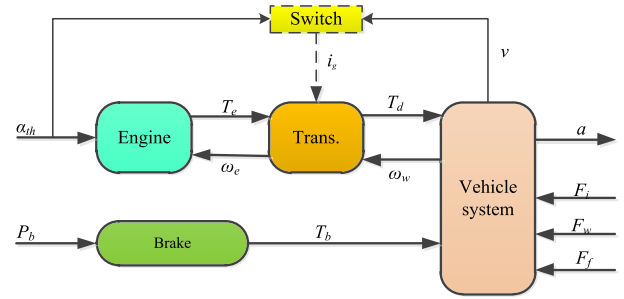 Switch
v
i_g
α_th
T_e
T_d
Engine
Trans.
a
ω_e
ω_w
Vehicle
system
F_i
P_b
T_b
F_w
Brake
F_f